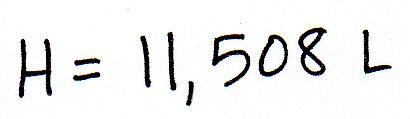 H = 11,508 L